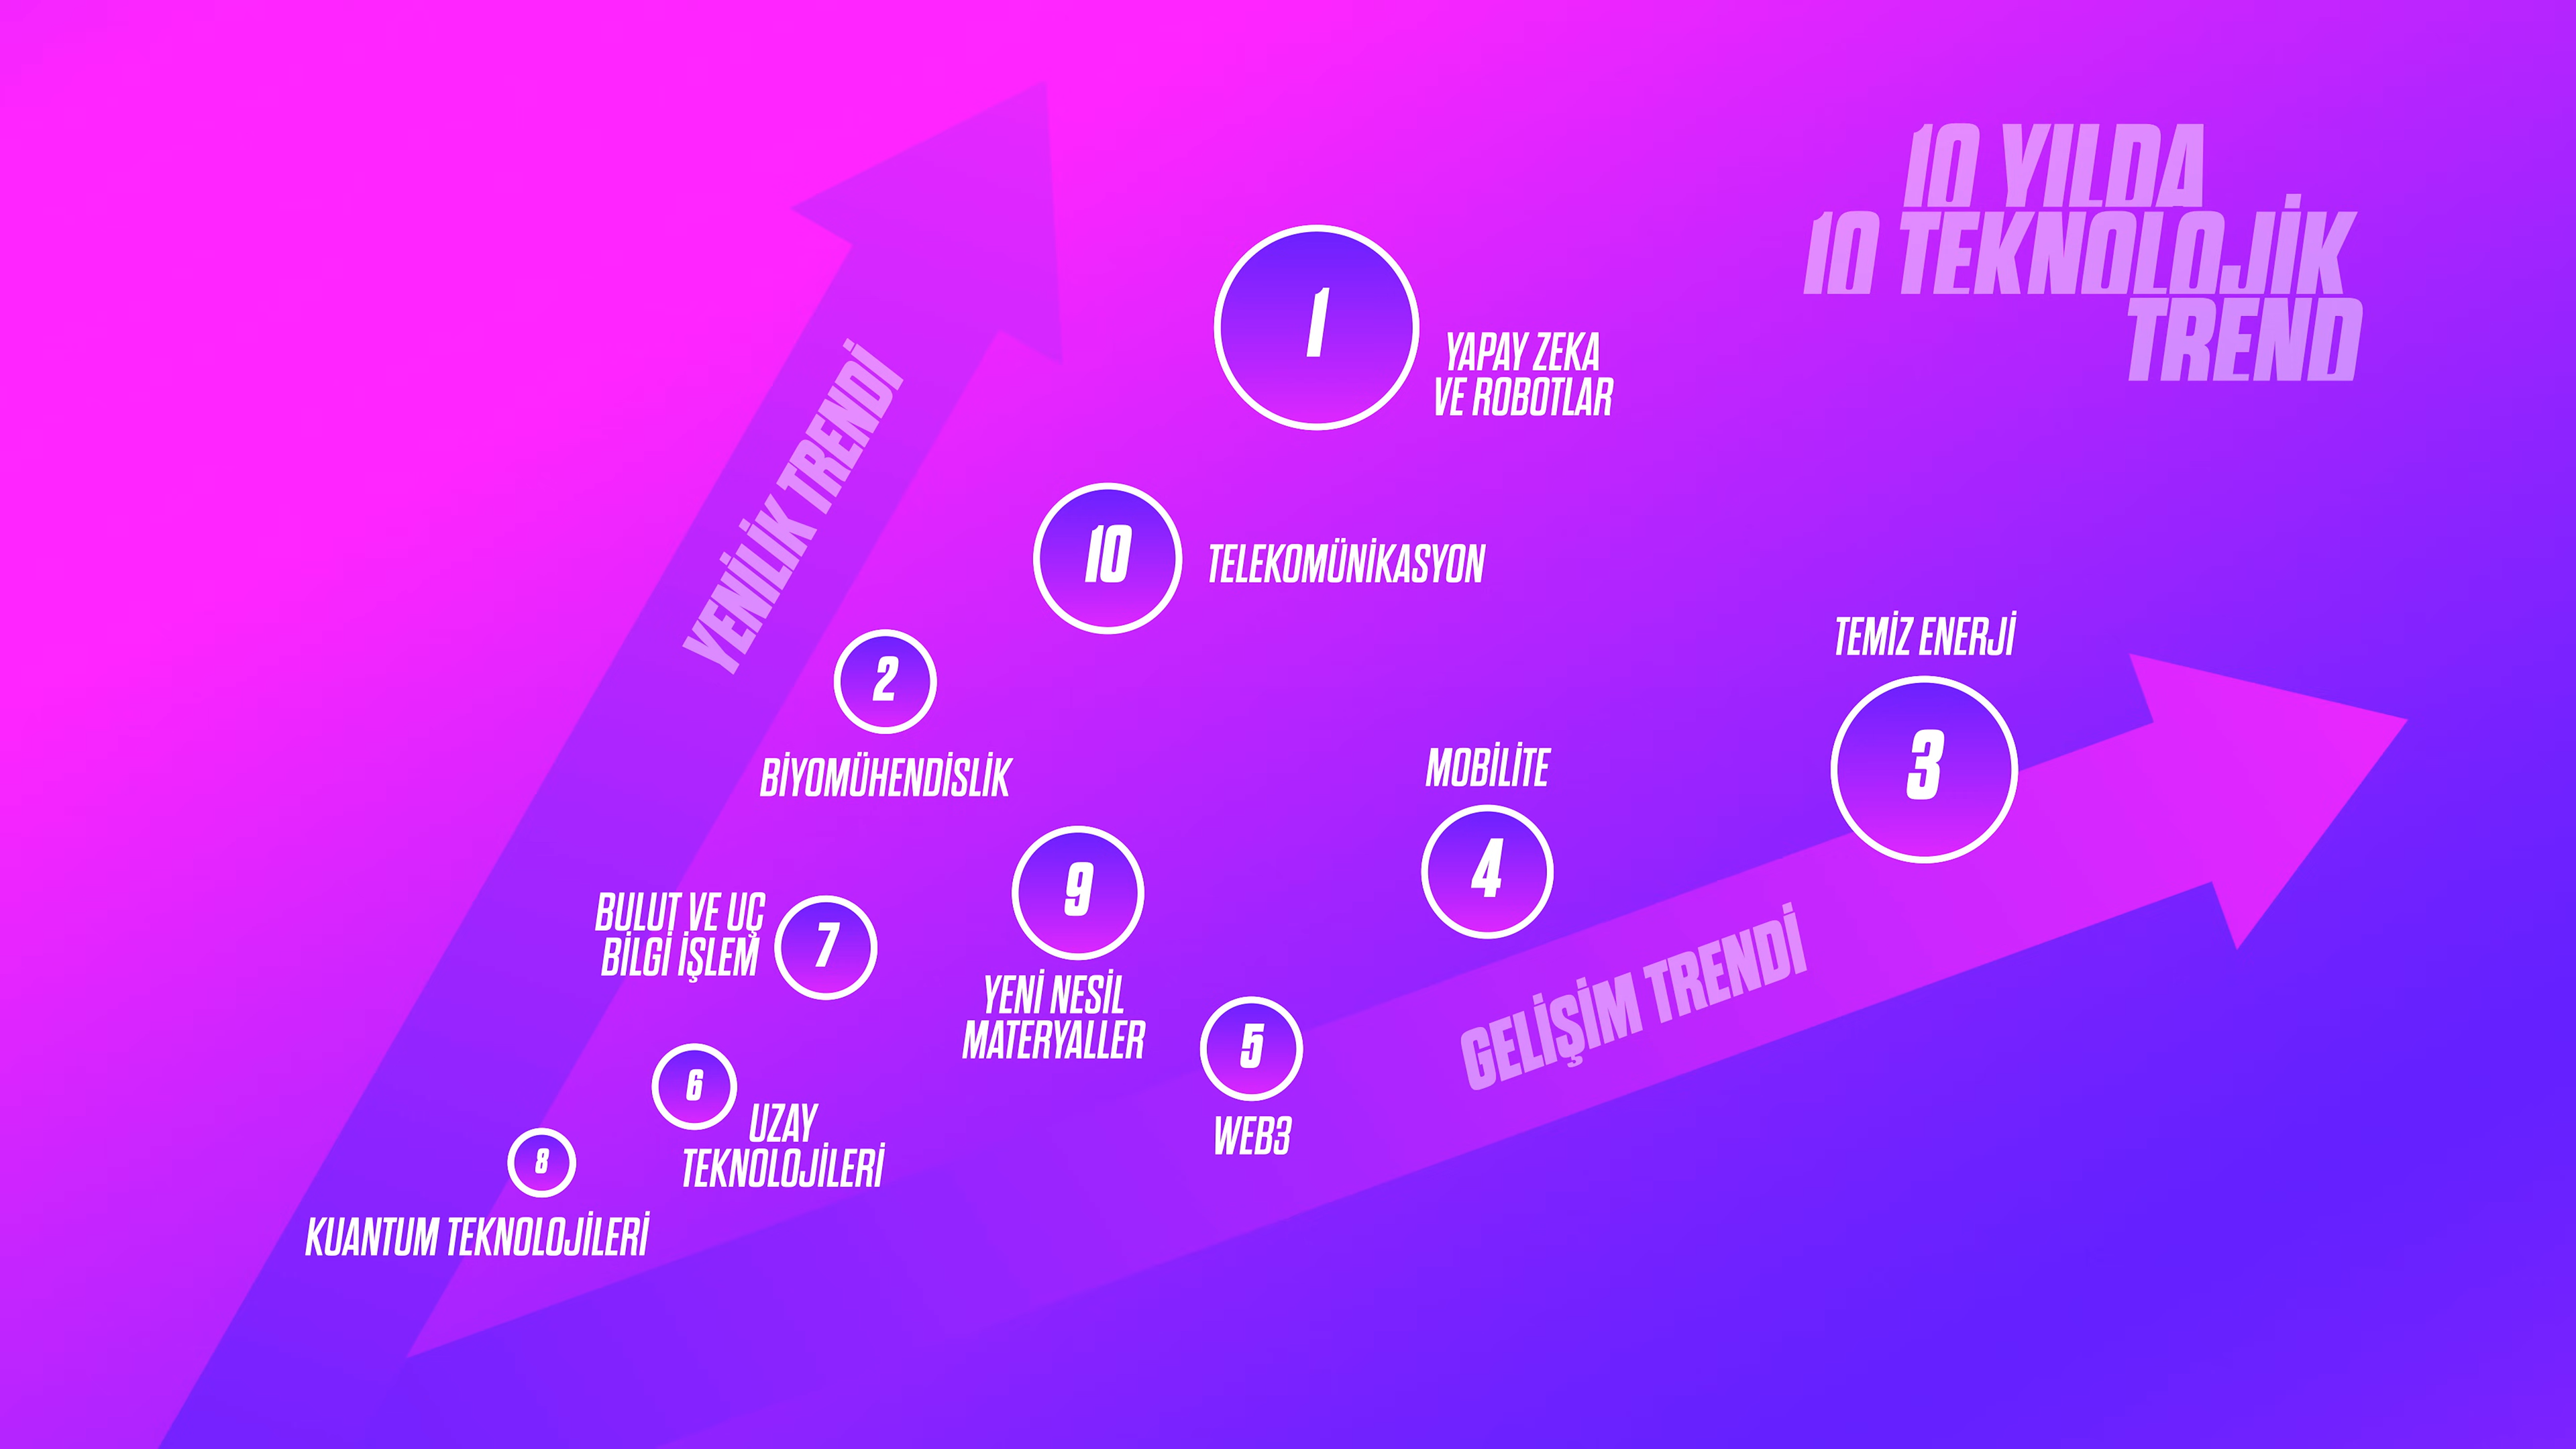 10 YILDA
10 TEKNOLOJİK
TREND
YENİLİK TRENDİ
1
YAPAY ZEKA
VE ROBOTLAR
10
TELEKOMÜNİKASYON
2
BİYOMÜHENDİSLİK
TEMİZ ENERJİ
3
MOBİLİTE
4
9
YENİ NESİL
MATERYALLER
BULUT VE UÇ
BİLGİ İŞLEM
7
GELİŞİM TRENDİ
5
WEB3
6
UZAY
TEKNOLOJİLERİ
8
KUANTUM TEKNOLOJİLERİ